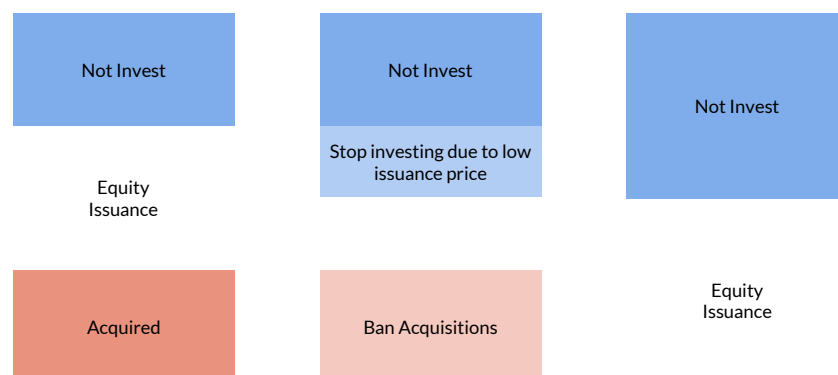 Not Invest
Equity
Issuance
Acquired
Not Invest
Stop investing due to low
issuance price
Ban Acquisitions
Not Invest
Equity
Issuance